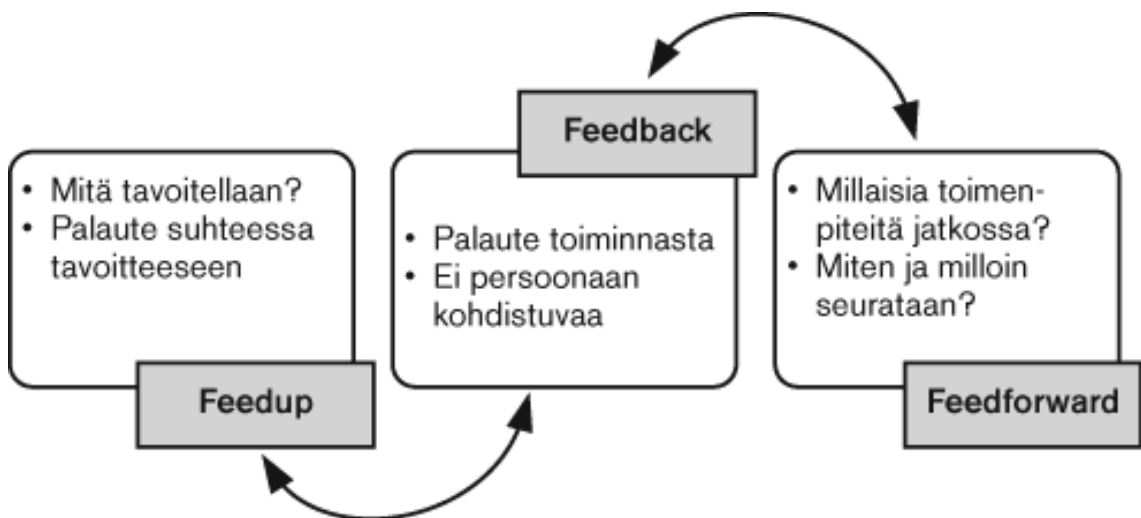 • Mitä tavoitellaan?
• Palaute suhteessa
tavoitteeseen
Feedup
Feedback
• Palaute toiminnasta
• Ei persoonaan
kohdistuvaa
• Millaisia toimen-
piteitä jatkossa?
• Miten ja milloin
seurataan?
Feedforward